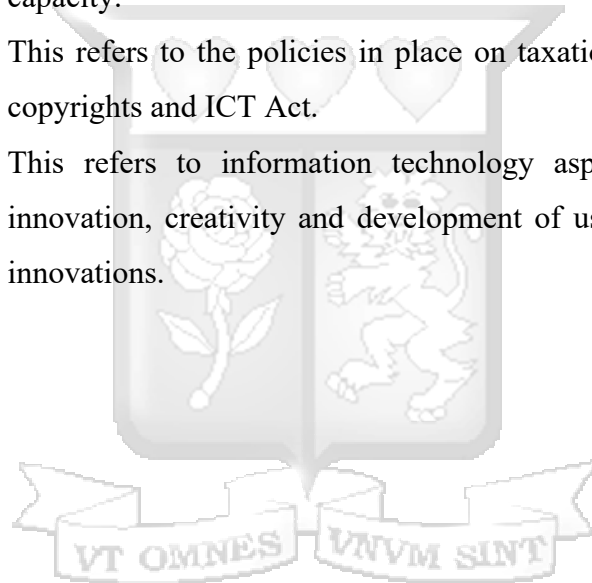 capacity.
This refers to the policies in place on taxatio
copyrights and ICT Act.
This refers to information technology asp
innovation, creativity and development of us
innovations.
VT OMNES VNVM SINT